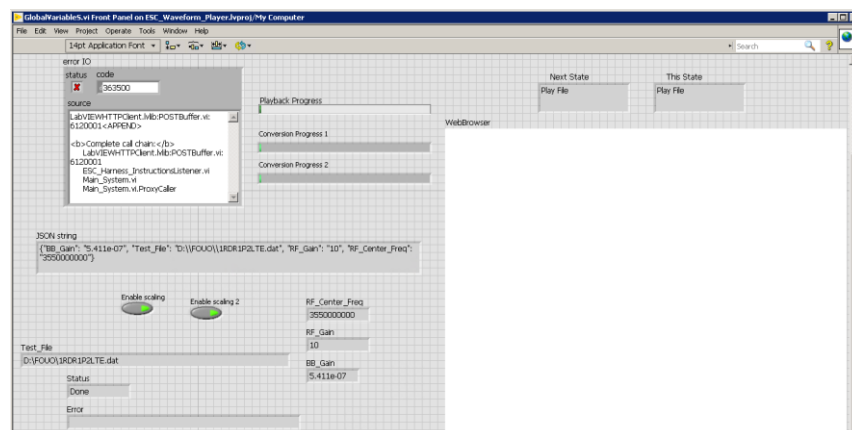 GlobalVariableS.vi Front Panel on ESC_Waveform_Player.lvproj/My Computer
File Edit View Project Operate Tools Window Help
14pt Application Font
Search
error IO
status code
363500
source
LabVIEWHTTPClient.lvlib:POSTBuffer.vi:
6120001<APPEND>
<b>Complete call chain:</b>
LabVIEWHTTPClient.lvlib:POSTBuffer.vi:
6120001
ESC_Harness_InstructionsListener.vi
Main_System.vi
Main_System.vi.ProxyCaller
Playback Progress
Conversion Progress 1
Conversion Progress 2
Next State
Play File
This State
Play File
WebBrowser
JSON string
{"BB_Gain": "5.411e-07", "Test_File": "D:\\FOUO\\1RDR1P2LTE.dat", "RF_Gain": "10", "RF_Center_Freq":
"3550000000"}
Enable scaling
Enable scaling 2
RF_Center_Freq
3550000000
RF_Gain
10
BB_Gain
5.411e-07
Test_File
D:\FOUO\1RDR1P2LTE.dat
Status
Done
Error